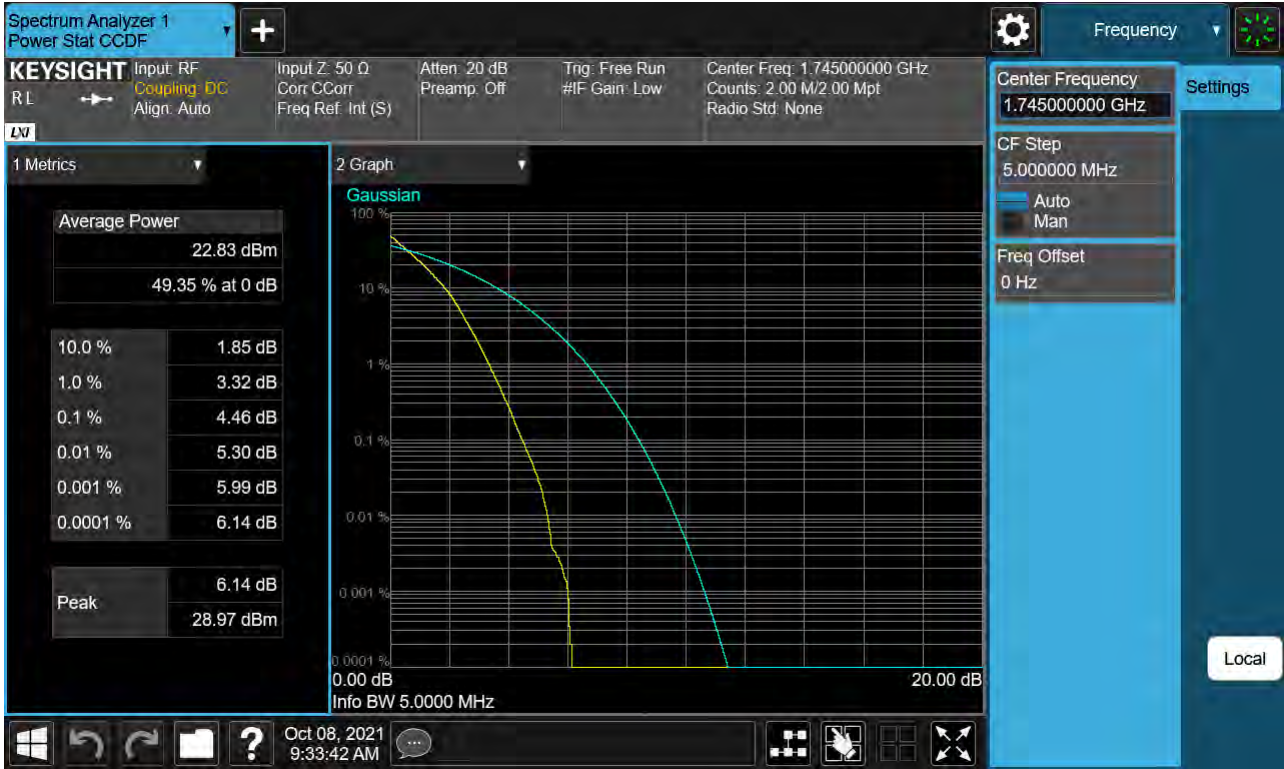 Spectrum Analyzer 1
Power Stat CCDF
Frequency
KEYSIGHT
RL
LXI
Input: RF
Coupling: DC
Align: Auto
Input Z: 50 Ω
Corr CCorr
Freq Ref: Int (S)
Atten: 20 dB
Preamp: Off
Trig: Free Run
#IF Gain: Low
Center Freq: 1.745000000 GHz
Counts: 2.00 M/2.00 Mpt
Radio Std: None
Center Frequency
1.745000000 GHz
Settings
CF Step
5.000000 MHz
Auto
Man
Freq Offset
0 Hz
Local
1 Metrics
Average Power
22.83 dBm
49.35 % at 0 dB
10.0 % 1.85 dB
1.0 % 3.32 dB
0.1 % 4.46 dB
0.01 % 5.30 dB
0.001 % 5.99 dB
0.0001 % 6.14 dB
Peak
6.14 dB
28.97 dBm
2 Graph
Gaussian
100 %
10 %
1 %
0.1 %
0.01 %
0.001 %
0.0001 %
0.00 dB 20.00 dB
Info BW 5.0000 MHz
?
Oct 08, 2021
9:33:42 AM